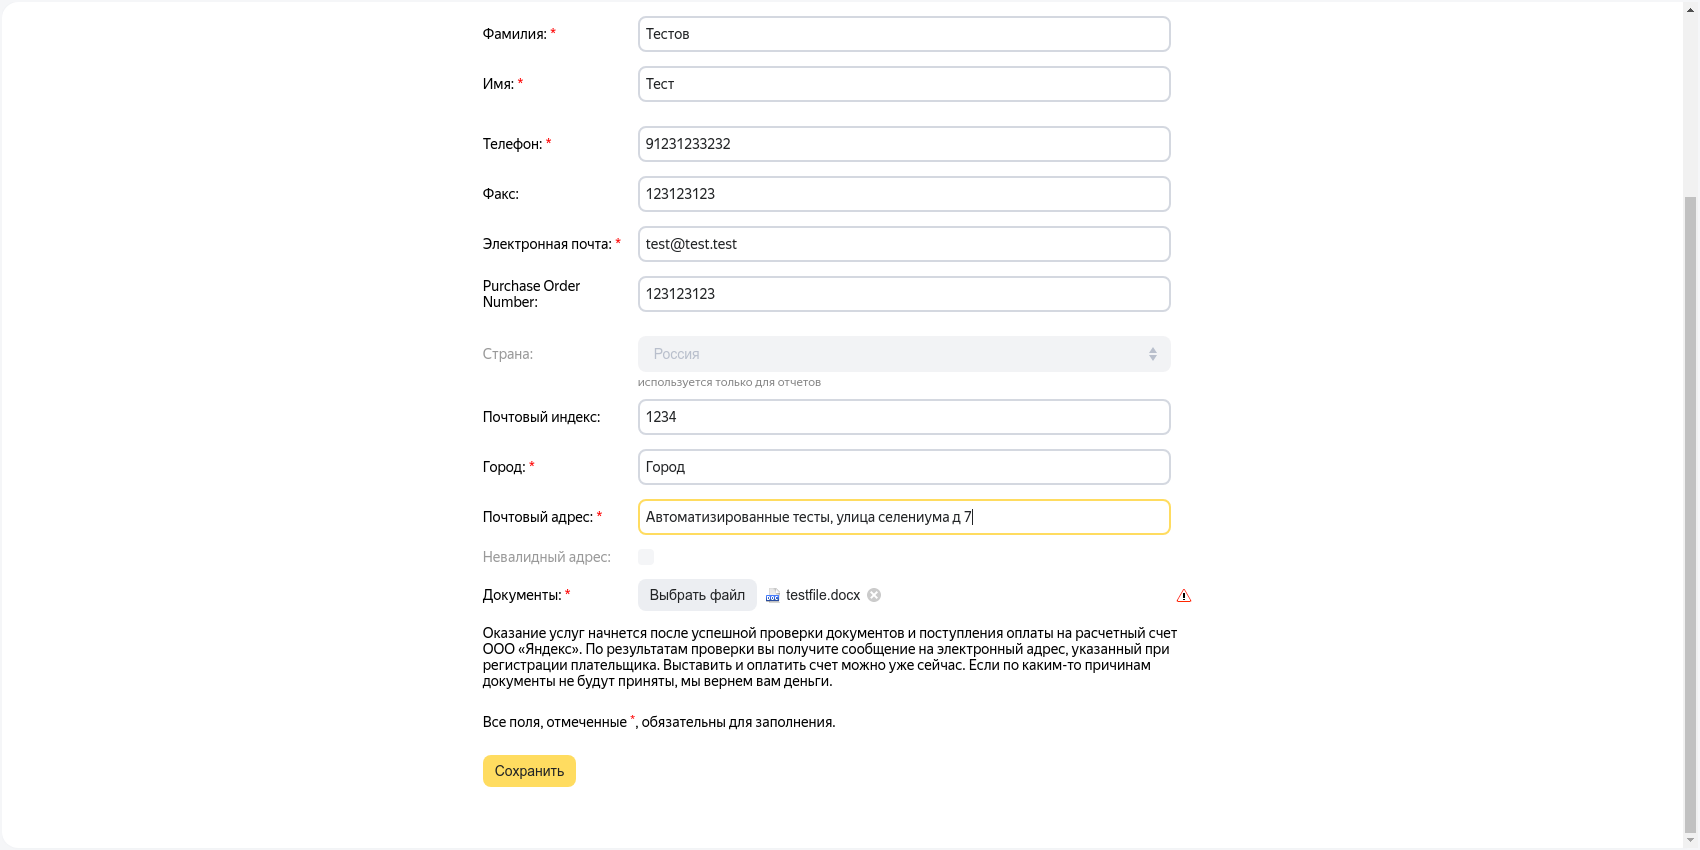 Фамилия: *
Тестов
Имя: *
Тест
Телефон: *
91231233232
Факс:
123123123
Электронная почта: *
test@test.test
Purchase Order
Number:
123123123
Страна:
Россия
используется только для отчетов
Почтовый индекс:
1234
Город: *
Город
Почтовый адрес: *
Автоматизированные тесты, улица селениума д 7
Невалидный адрес:
Документы: *
Выбрать файл
DOC
testfile.docx
Оказание услуг начнется после успешной проверки документов и поступления оплаты на расчетный счет
ООО «Яндекс». По результатам проверки вы получите сообщение на электронный адрес, указанный при
регистрации плательщика. Выставить и оплатить счет можно уже сейчас. Если по каким-то причинам
документы не будут приняты, мы вернем вам деньги.
Все поля, отмеченные *, обязательны для заполнения.
Сохранить